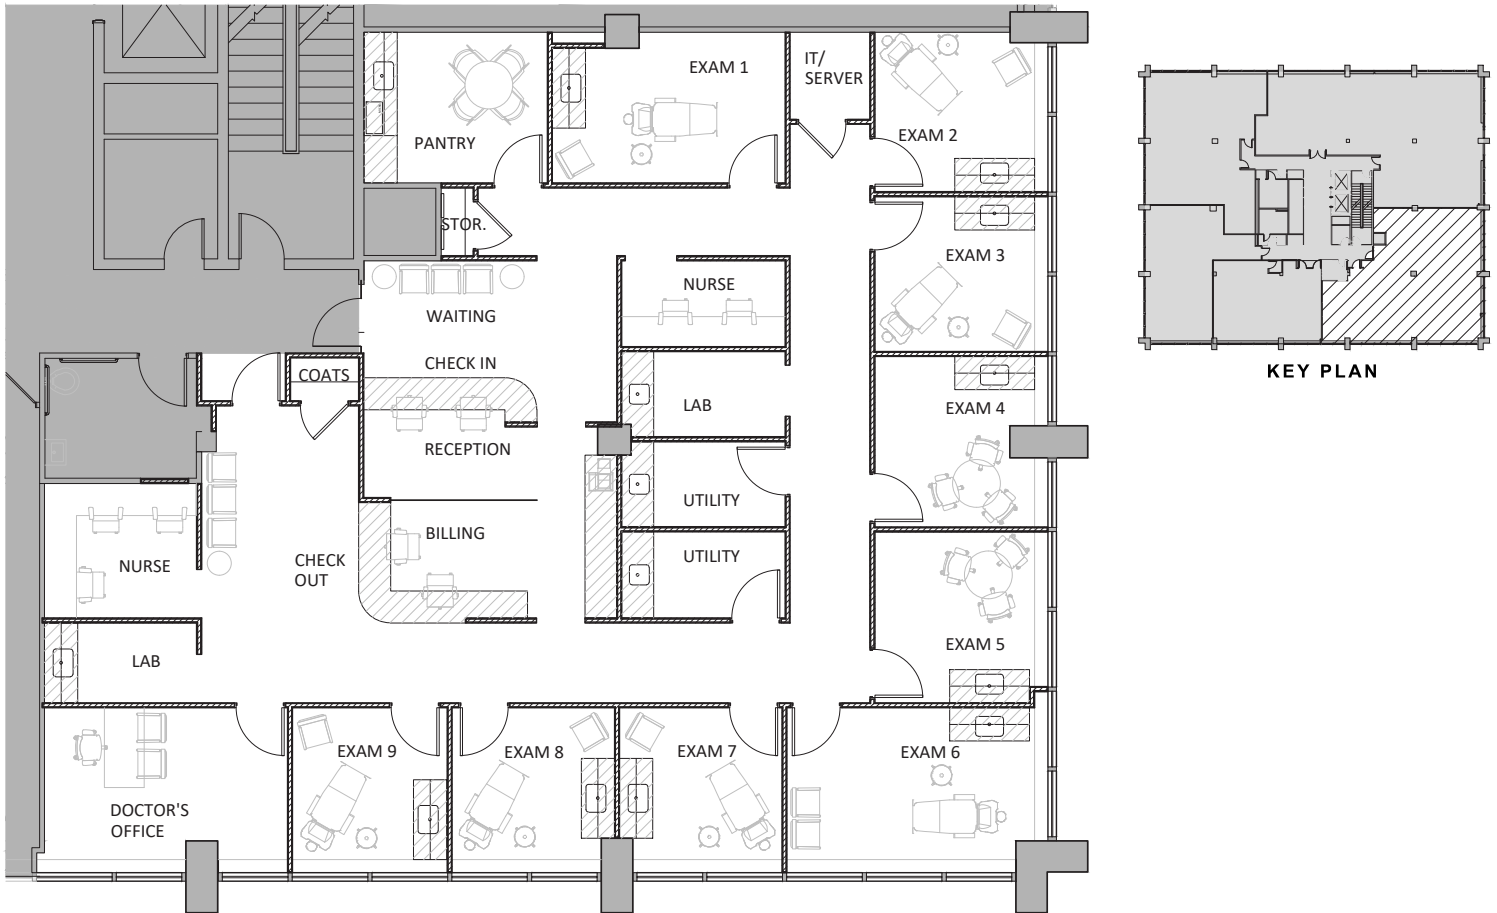 EXAM 1
IT/
SERVER
PANTRY
EXAM 2
STOR.
EXAM 3
NURSE
WAITING
CHECK IN
COATS
LAB
EXAM 4
RECEPTION
UTILITY
BILLING
UTILITY
NURSE
CHECK
OUT
EXAM 5
LAB
EXAM 9
EXAM 8
EXAM 7
EXAM 6
DOCTOR'S
OFFICE
KEY PLAN